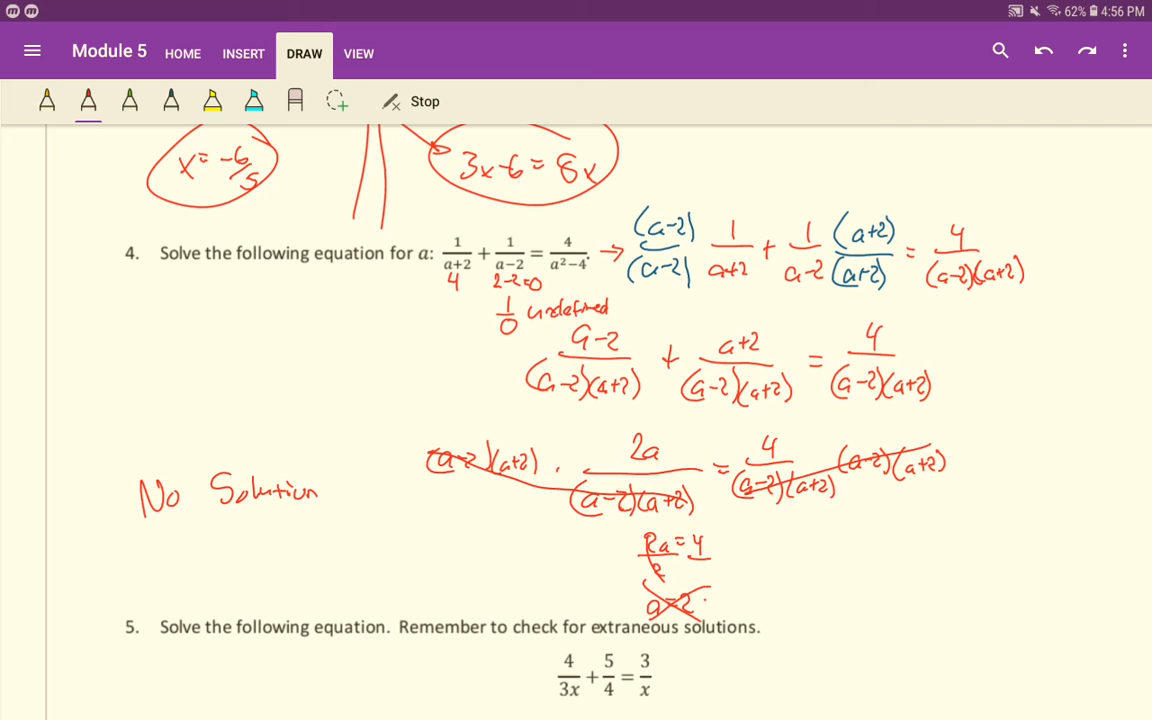 62% 4:56 PM
Module 5 HOME INSERT DRAW VIEW
Stop
x = -6/5
3x-6 = 8x
4. Solve the following equation for a: 1/(a+2) + 1/(a−2) = 4/(a²−4). → (a-2)/(a-2) 1/(a+2) + 1/(a-2) (a+2)/(a+2) = 4/((a-2)(a+2))
4 2-2=0
1/0 undefined
(a-2)/((a-2)(a+2)) + (a+2)/((a-2)(a+2)) = 4/((a-2)(a+2))
(a-2)(a+2) · 2a/((a-2)(a+2)) = 4/((a-2)(a+2)) (a-2)(a+2)
No Solution
2a = 4
2
a=2
5. Solve the following equation. Remember to check for extraneous solutions.
4/3x + 5/4 = 3/x